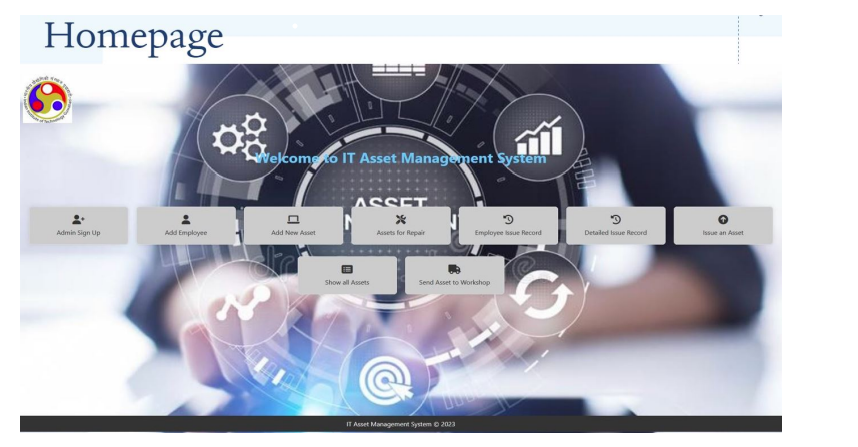 Homepage
Welcome to IT Asset Management System
ASSET
Admin Sign Up
Add Employee
Add New Asset
Assets for Repair
Employee Issue Record
Detailed Issue Record
Issue an Asset
Show all Assets
Send Asset to Workshop
IT Asset Management System © 2023